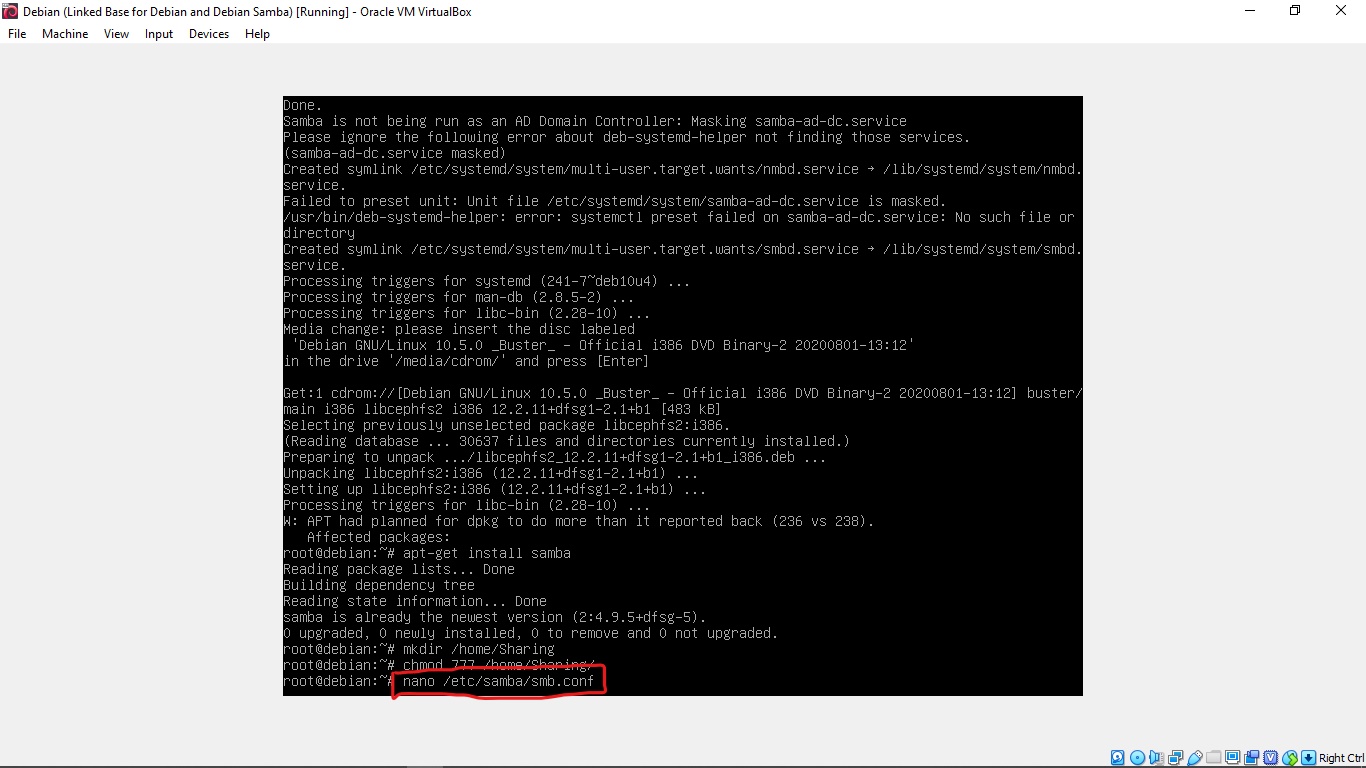 Debian (Linked Base for Debian and Debian Samba) [Running] - Oracle VM VirtualBox
File Machine View Input Devices Help
Done.
Samba is not being run as an AD Domain Controller: Masking samba-ad-dc.service
Please ignore the following error about deb-systemd-helper not finding those services.
(samba-ad-dc.service masked)
Created symlink /etc/systemd/system/multi-user.target.wants/nmbd.service → /lib/systemd/system/nmbd.
service.
Failed to preset unit: Unit file /etc/systemd/system/samba-ad-dc.service is masked.
/usr/bin/deb-systemd-helper: error: systemctl preset failed on samba-ad-dc.service: No such file or
directory
Created symlink /etc/systemd/system/multi-user.target.wants/smbd.service → /lib/systemd/system/smbd.
service.
Processing triggers for systemd (241-7~deb10u4) ...
Processing triggers for man-db (2.8.5-2) ...
Processing triggers for libc-bin (2.28-10) ...
Media change: please insert the disc labeled
 'Debian GNU/Linux 10.5.0 _Buster_ - Official i386 DVD Binary-2 20200801-13:12'
in the drive '/media/cdrom/' and press [Enter]
Get:1 cdrom://[Debian GNU/Linux 10.5.0 _Buster_ - Official i386 DVD Binary-2 20200801-13:12] buster/
main i386 libcephfs2 i386 12.2.11+dfsg1-2.1+b1 [483 kB]
Selecting previously unselected package libcephfs2:i386.
(Reading database ... 30637 files and directories currently installed.)
Preparing to unpack .../libcephfs2_12.2.11+dfsg1-2.1+b1_i386.deb ...
Unpacking libcephfs2:i386 (12.2.11+dfsg1-2.1+b1) ...
Setting up libcephfs2:i386 (12.2.11+dfsg1-2.1+b1) ...
Processing triggers for libc-bin (2.28-10) ...
W: APT had planned for dpkg to do more than it reported back (236 vs 238).
   Affected packages:
root@debian:~# apt-get install samba
Reading package lists... Done
Building dependency tree
Reading state information... Done
samba is already the newest version (2:4.9.5+dfsg-5).
0 upgraded, 0 newly installed, 0 to remove and 0 not upgraded.
root@debian:~# mkdir /home/Sharing
root@debian:~# chmod 777 /home/Sharing/
root@debian:~# nano /etc/samba/smb.conf
Right Ctrl